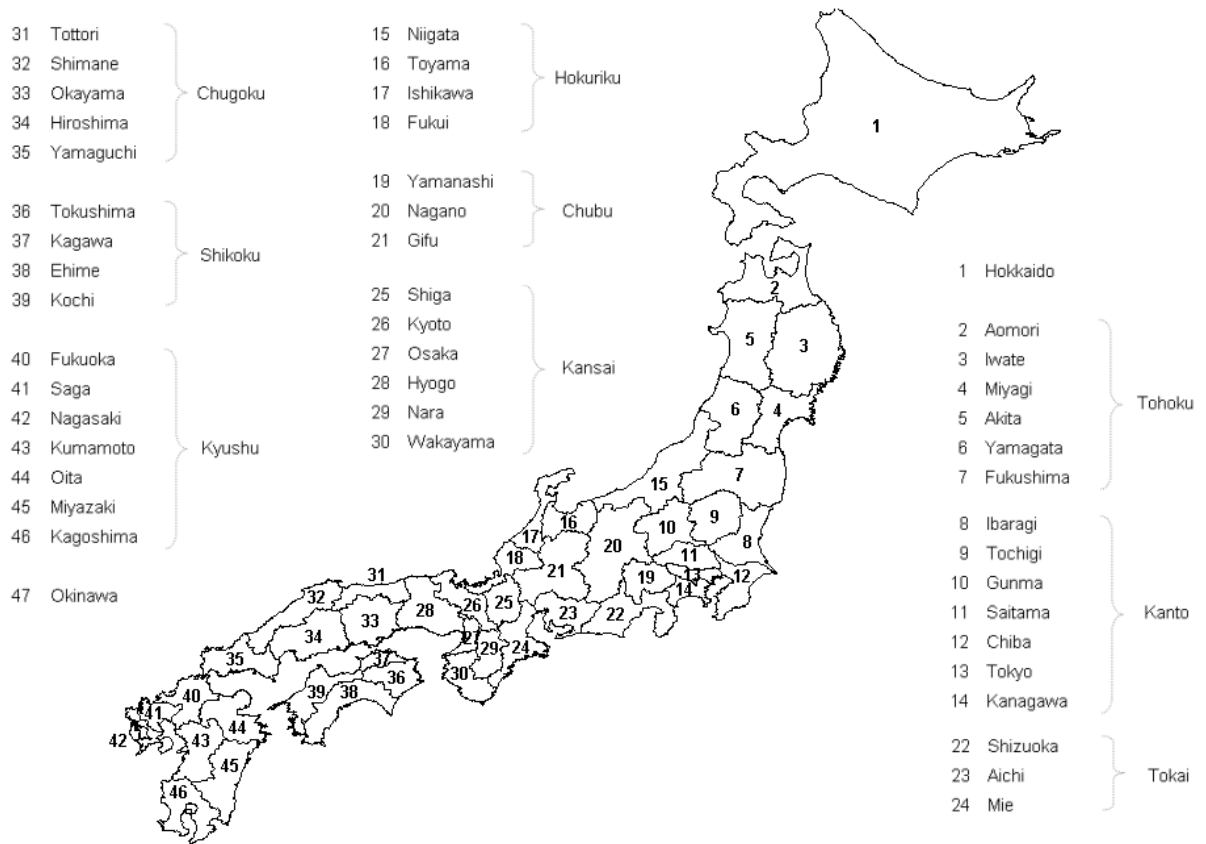 31 Tottori
32 Shimane
33 Okayama
34 Hiroshima
35 Yamaguchi
Chugoku
36 Tokushima
37 Kagawa
38 Ehime
39 Kochi
Shikoku
40 Fukuoka
41 Saga
42 Nagasaki
43 Kumamoto
44 Oita
45 Miyazaki
46 Kagoshima
Kyushu
47 Okinawa
15 Niigata
16 Toyama
17 Ishikawa
18 Fukui
Hokuriku
19 Yamanashi
20 Nagano
21 Gifu
Chubu
25 Shiga
26 Kyoto
27 Osaka
28 Hyogo
29 Nara
30 Wakayama
Kansai
1 Hokkaido
2 Aomori
3 Iwate
4 Miyagi
5 Akita
6 Yamagata
7 Fukushima
Tohoku
8 Ibaragi
9 Tochigi
10 Gunma
11 Saitama
12 Chiba
13 Tokyo
14 Kanagawa
Kanto
22 Shizuoka
23 Aichi
24 Mie
Tokai
1
2
5
3
6
4
7
15
9
16
10
8
17
20
11
18
21
19
13
12
14
31
32
26
25
23
22
28
33
34
27
29
24
35
37
30
36
40
39
38
41
44
42
43
45
46